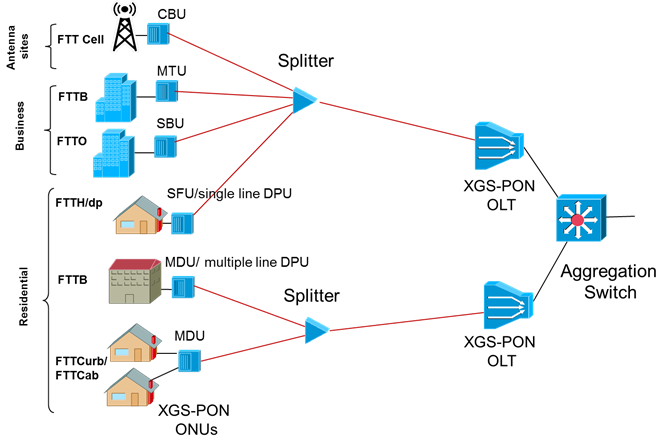 Antenna
sites
FTT Cell
CBU
Business
FTTB
MTU
FTTO
SBU
Splitter
XGS-PON
OLT
Residential
FTTH/dp
SFU/single line DPU
FTTB
MDU/ multiple line DPU
Splitter
Aggregation
Switch
FTTCurb/
FTTCab
MDU
XGS-PON
OLT
XGS-PON
ONUs